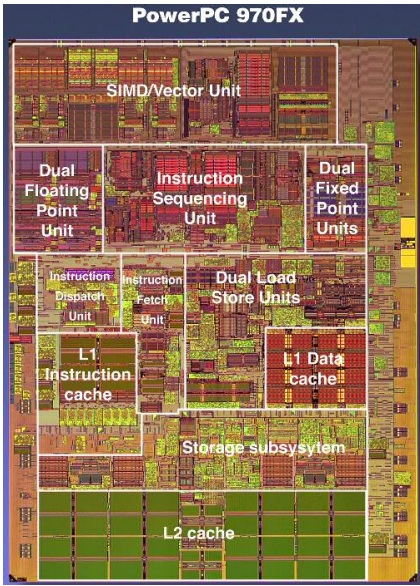 PowerPC 970FX
SIMD/Vector Unit
Dual
Floating
Point
Unit
Instruction
Sequencing
Unit
Dual
Fixed
Point
Units
Instruction
Dispatch
Unit
Instruction
Fetch
Unit
Dual Load
Store Units
L1
Instruction
cache
L1 Data
cache
Storage subsysytem
L2 cache